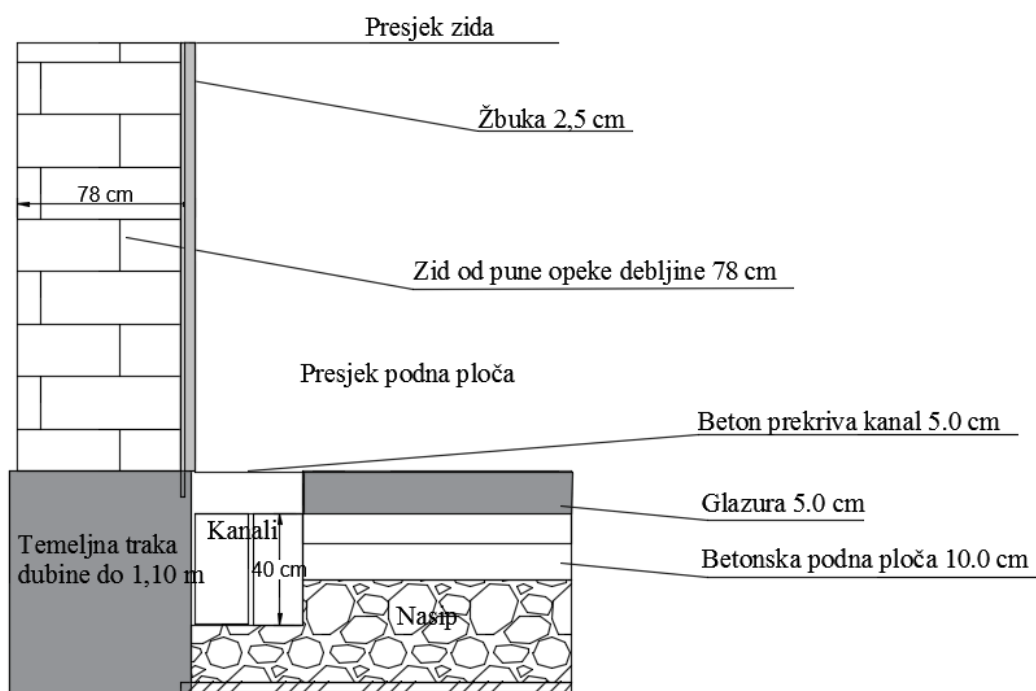 Presjek zida
Žbuka 2,5 cm
78 cm
Zid od pune opeke debljine 78 cm
Presjek podna ploča
Beton prekriva kanal 5.0 cm
Glazura 5.0 cm
Kanali
Temeljna traka
dubine do 1,10 m
40 cm
Betonska podna ploča 10.0 cm
Nasip